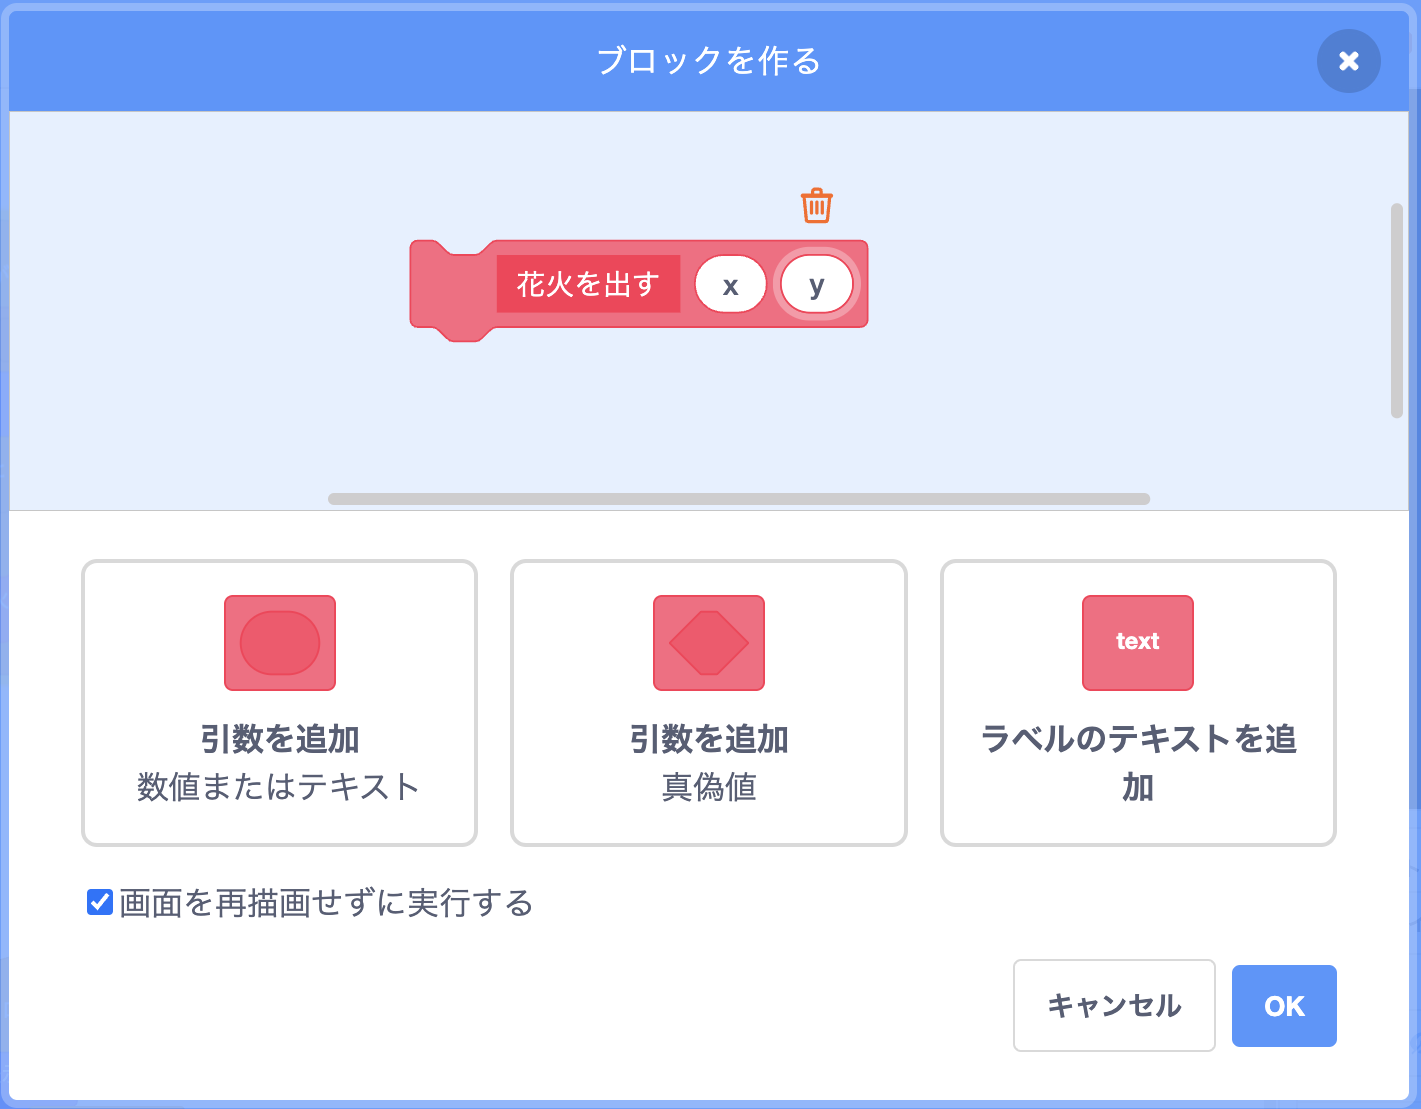 ブロックを作る
花火を出す x y
text
引数を追加
数値またはテキスト
引数を追加
真偽値
ラベルのテキストを追
加
画面を再描画せずに実行する
キャンセル
OK